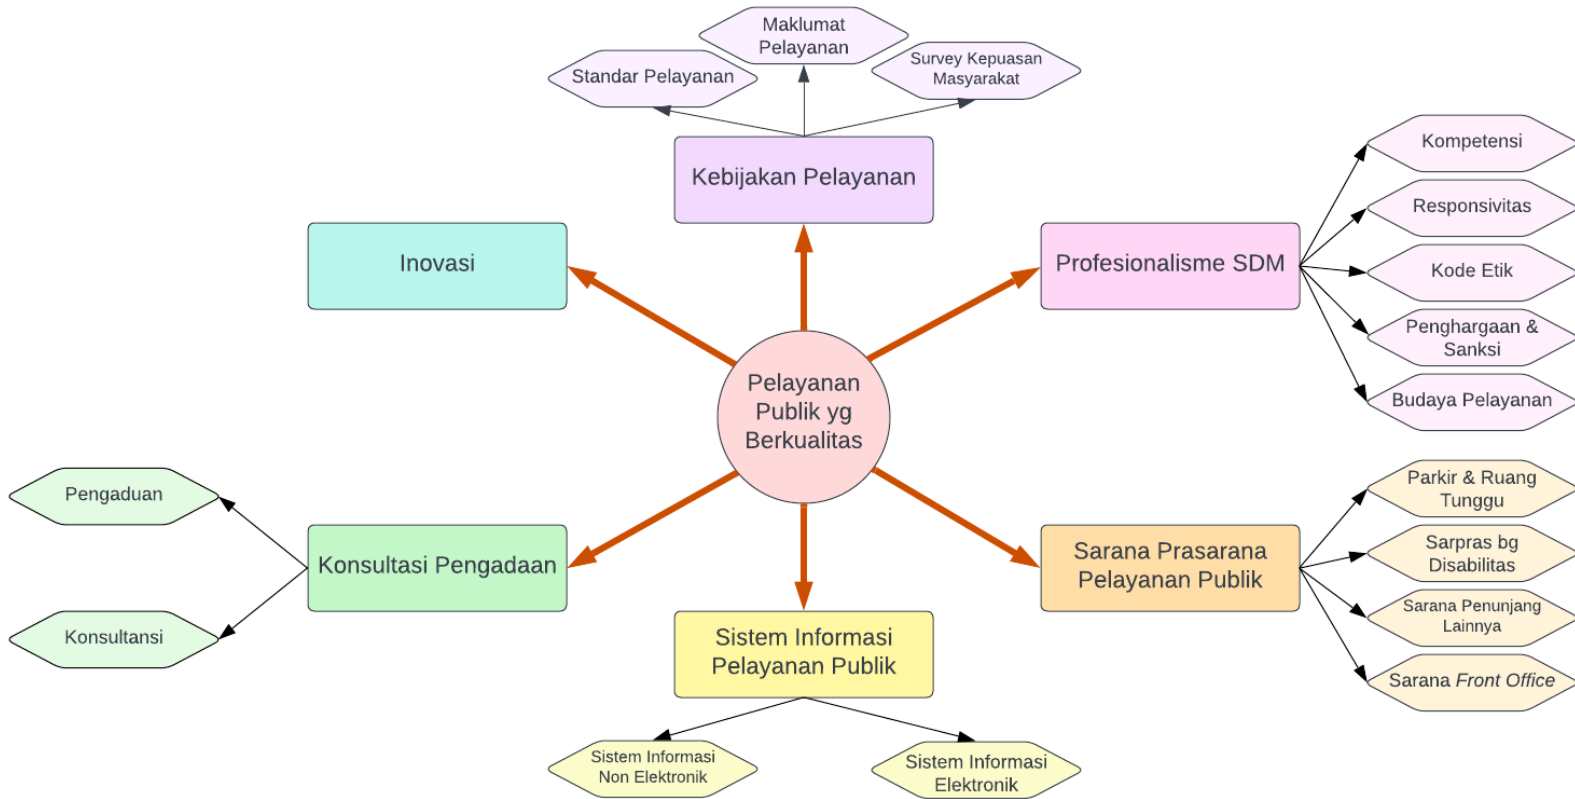 Maklumat
Pelayanan
Standar Pelayanan
Survey Kepuasan
Masyarakat
Kebijakan Pelayanan
Inovasi
Profesionalisme SDM
Kompetensi
Responsivitas
Kode Etik
Penghargaan &
Sanksi
Budaya Pelayanan
Pelayanan
Publik yg
Berkualitas
Pengaduan
Konsultasi Pengadaan
Konsultansi
Sarana Prasarana
Pelayanan Publik
Parkir & Ruang
Tunggu
Sarpras bg
Disabilitas
Sarana Penunjang
Lainnya
Sarana Front Office
Sistem Informasi
Pelayanan Publik
Sistem Informasi
Non Elektronik
Sistem Informasi
Elektronik